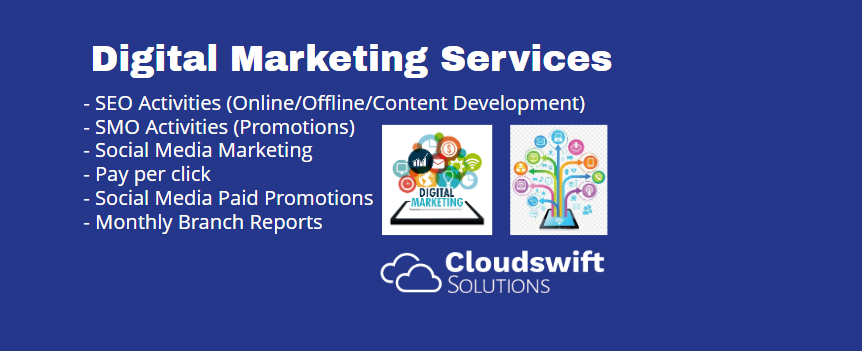 Digital Marketing Services
- SEO Activities (Online/Offline/Content Development)
- SMO Activities (Promotions)
- Social Media Marketing
- Pay per click
- Social Media Paid Promotions
- Monthly Branch Reports
DIGITAL
MARKETING
Cloudswift
SOLUTIONS